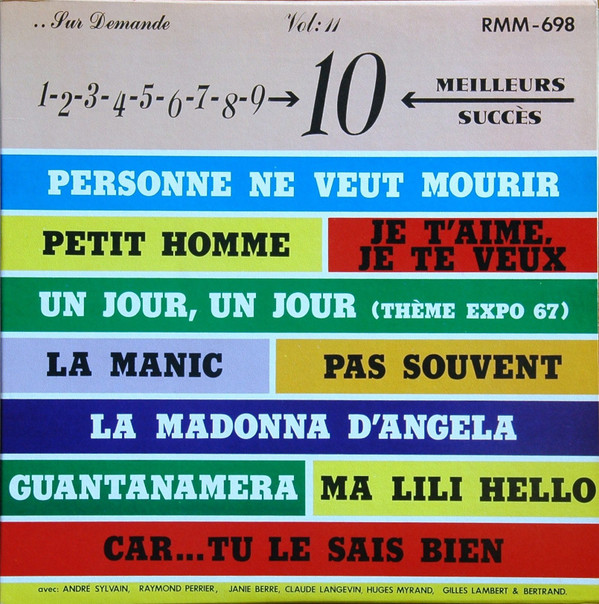 ..Sur Demande Vol: 11 RMM-698
1-2-3-4-5-6-7-8-9 10 MEILLEURS
SUCCÈS
PERSONNE NE VEUT MOURIR
PETIT HOMME
JE T'AIME,
JE TE VEUX
UN JOUR, UN JOUR (THÈME EXPO 67)
LA MANIC
PAS SOUVENT
LA MADONNA D'ANGELA
GUANTANAMERA
MA LILI HELLO
CAR...TU LE SAIS BIEN
avec: ANDRE SYLVAIN, RAYMOND PERRIER, JANIE BERRE, CLAUDE LANGEVIN, HUGES MYRAND, GILLES LAMBERT & BERTRAND.